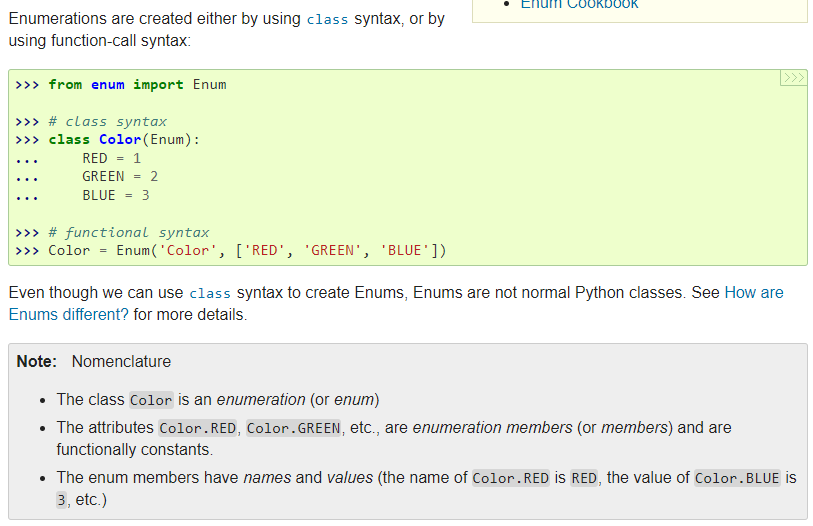 Enum Cookbook
Enumerations are created either by using class syntax, or by
using function-call syntax:
>>>
>>> from enum import Enum
>>> # class syntax
>>> class Color(Enum):
...     RED = 1
...     GREEN = 2
...     BLUE = 3
>>> # functional syntax
>>> Color = Enum('Color', ['RED', 'GREEN', 'BLUE'])
Even though we can use class syntax to create Enums, Enums are not normal Python classes. See How are
Enums different? for more details.
Note: Nomenclature
• The class Color is an enumeration (or enum)
• The attributes Color.RED, Color.GREEN, etc., are enumeration members (or members) and are
functionally constants.
• The enum members have names and values (the name of Color.RED is RED, the value of Color.BLUE is
3, etc.)